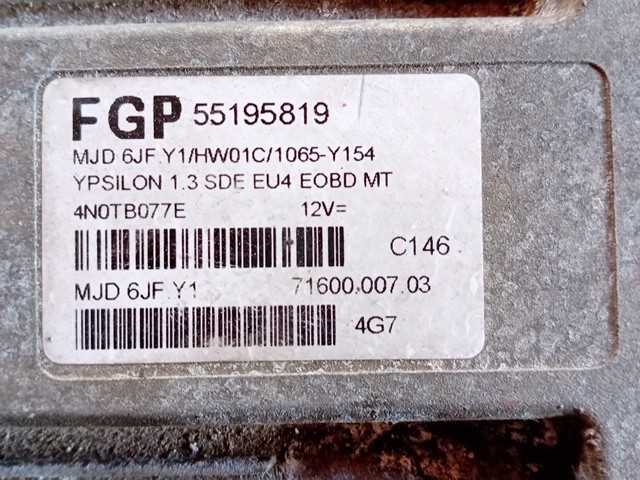 FGP 55195819
MJD 6JF.Y1/HW01C/1065-Y154
YPSILON 1.3 SDE EU4 EOBD MT
4N0TB077E 12V=
C146
MJD 6JF.Y1 71600.007.03
4G7